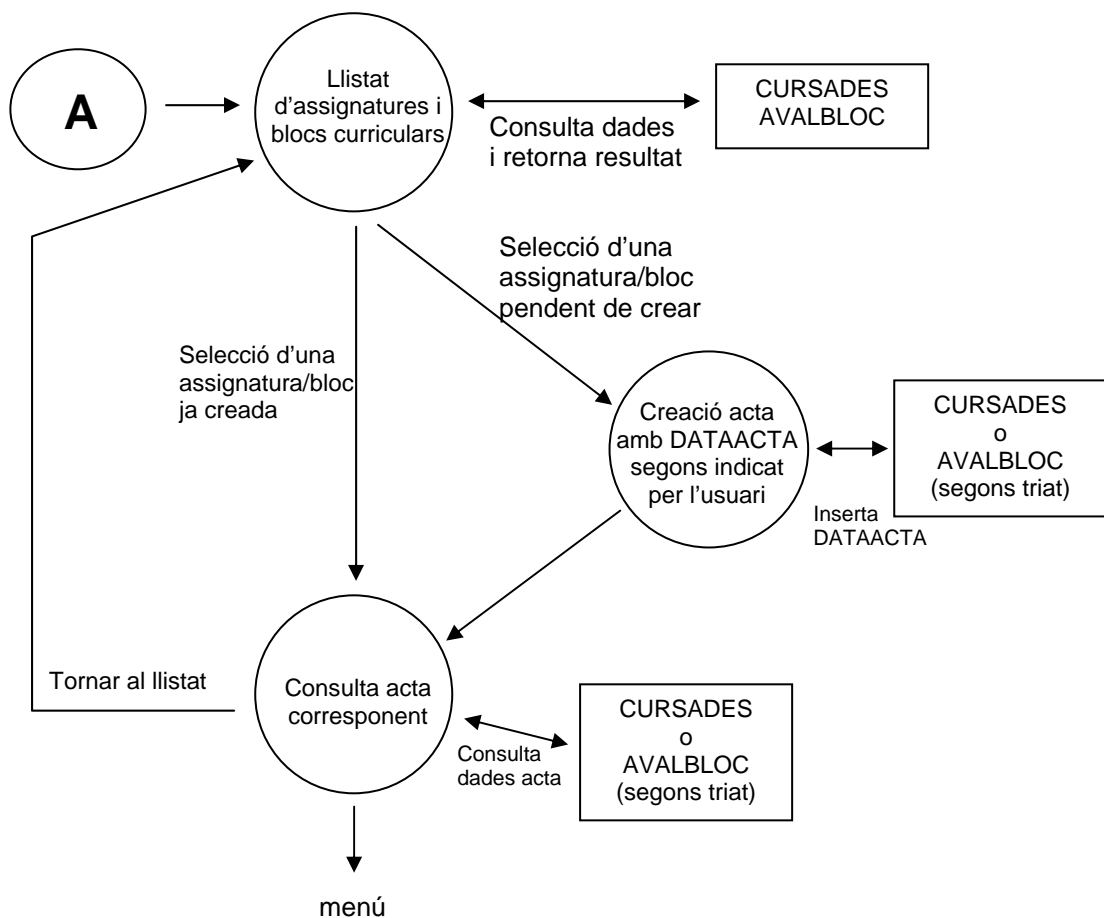 A
Llistat
d’assignatures i
blocs curriculars
Consulta dades
i retorna resultat
CURSADES
AVALBLOC
Selecció d’una
assignatura/bloc
pendent de crear
Selecció d’una
assignatura/bloc
ja creada
Creació acta
amb DATAACTA
segons indicat
per l’usuari
Inserta
DATAACTA
CURSADES
o
AVALBLOC
(segons triat)
Tornar al llistat
Consulta acta
corresponent
Consulta
dades acta
CURSADES
o
AVALBLOC
(segons triat)
menú